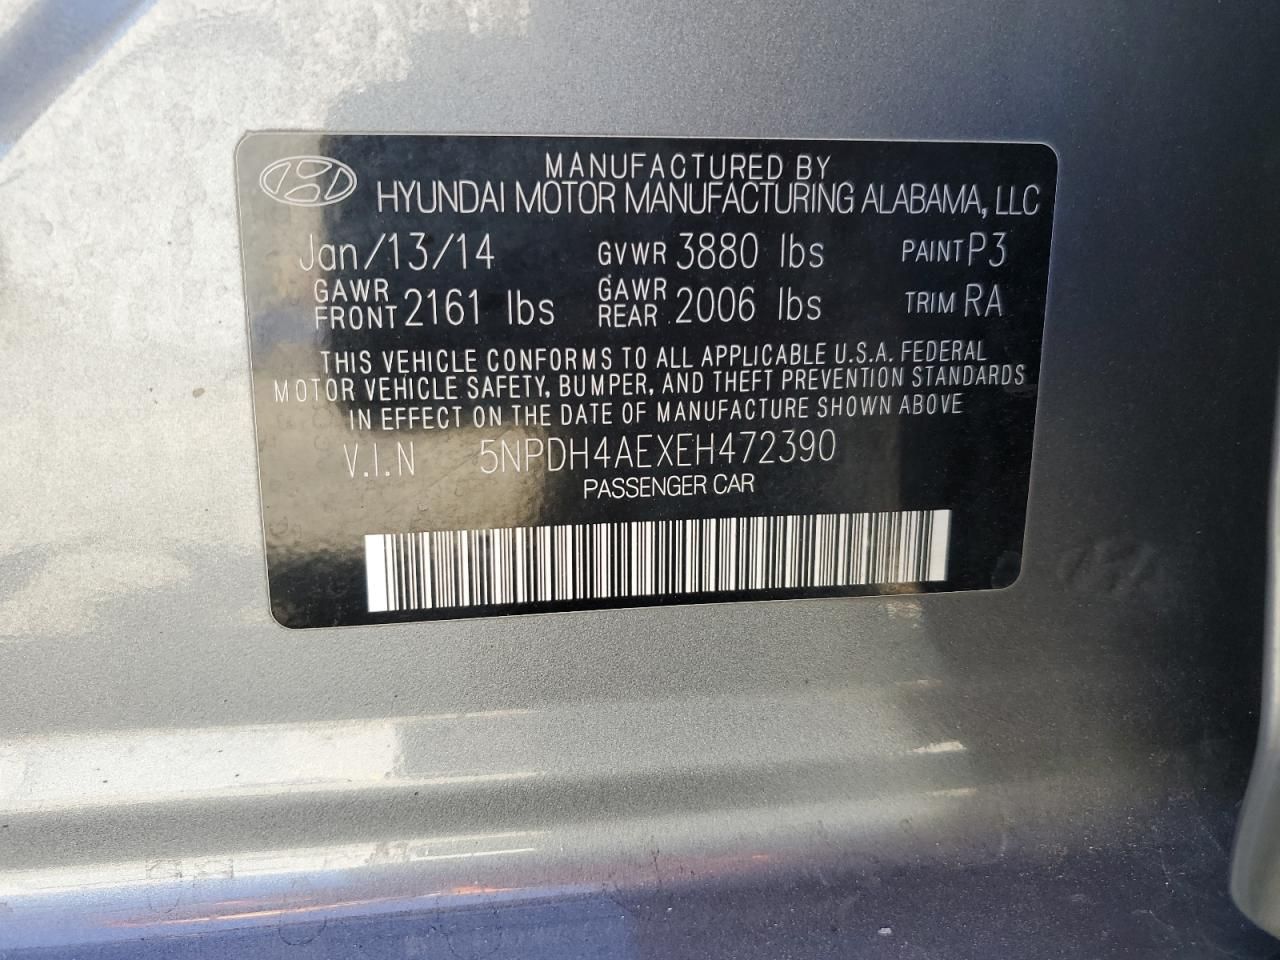 MANUFACTURED BY
HYUNDAI MOTOR MANUFACTURING ALABAMA, LLC
Jan/13/14 GVWR 3880 lbs PAINT P3
GAWR FRONT 2161 lbs GAWR REAR 2006 lbs TRIM RA
THIS VEHICLE CONFORMS TO ALL APPLICABLE U.S.A. FEDERAL
MOTOR VEHICLE SAFETY, BUMPER, AND THEFT PREVENTION STANDARDS
IN EFFECT ON THE DATE OF MANUFACTURE SHOWN ABOVE
V.I.N 5NPDH4AEXEH472390
PASSENGER CAR